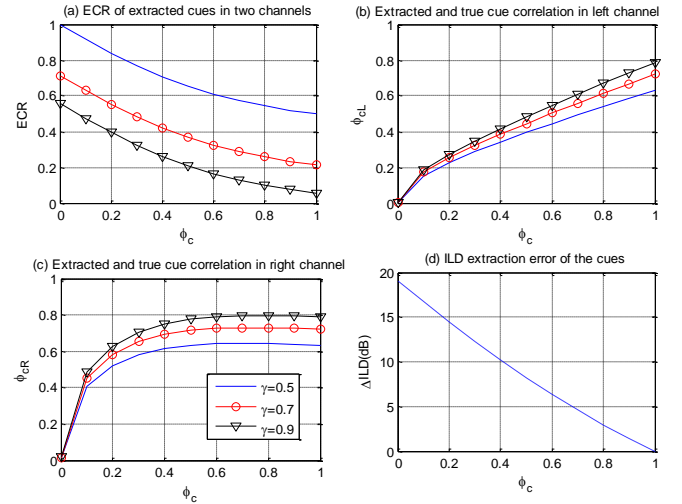 (a) ECR of extracted cues in two channels
1
0.8
0.6
0.4
0.2
0
ECR
0 0.2 0.4 0.6 0.8 1
ϕc
(b) Extracted and true cue correlation in left channel
1
0.8
0.6
0.4
0.2
0
ϕcL
0 0.2 0.4 0.6 0.8 1
ϕc
(c) Extracted and true cue correlation in right channel
1
0.8
0.6
0.4
0.2
0
ϕcR
0 0.2 0.4 0.6 0.8 1
ϕc
γ=0.5
γ=0.7
γ=0.9
(d) ILD extraction error of the cues
20
15
10
5
0
ΔILD(dB)
0 0.2 0.4 0.6 0.8 1
ϕc